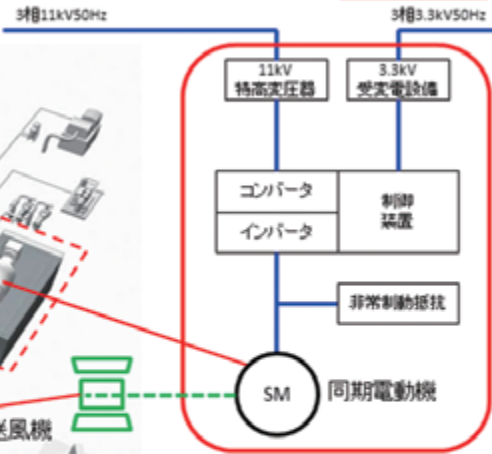 3相11kV50Hz
3相3.3kV50Hz
11kV
特高変圧器
3.3kV
受変電設備
コンバータ
インバータ
制御
装置
非常制動抵抗
SM
同期電動機
送風機